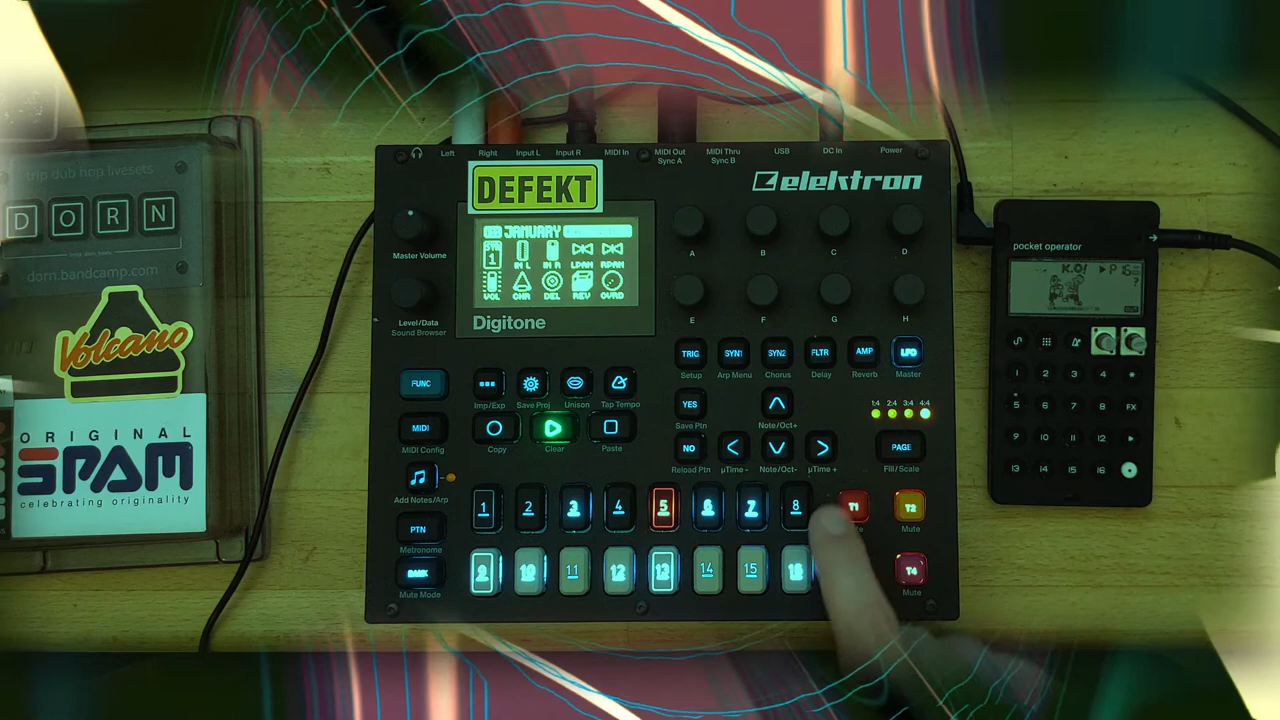 trip dub hop livesets
DORN
dorn.bandcamp.com
Volcano
ORIGINAL
SPAM
celebrating originality
Left Right Input L Input R MIDI In MIDI Out Sync A MIDI Thru Sync B USB DC In Power
DEFEKT
elektron
JANUARY
1 IN L IN R LPAN RPAN
VOL CHR DEL REV OVRD
Digitone
Master Volume
Level/Data
Sound Browser
A B C D
E F G H
TRIG SYN1 SYN2 FLTR AMP LFO
Setup Arp Menu Chorus Delay Reverb Master
FUNC
Imp/Exp Save Proj Unison Tap Tempo
MIDI
MIDI Config
Copy Clear Paste
YES
Save Ptn
Note/Oct+
1:4 2:4 3:4 4:4
NO
Reload Ptn µTime - Note/Oct- µTime +
PAGE
Fill/Scale
Add Notes/Arp
PTN
Metronome
BANK
Mute Mode
1 2 3 4 5 6 7 8
9 10 11 12 13 14 15 16
T1 T2
Mute
T4
Mute
pocket operator
K.O! P 15
?
1 2 3 4
5 6 7 8 FX
9 10 11 12
13 14 15 16